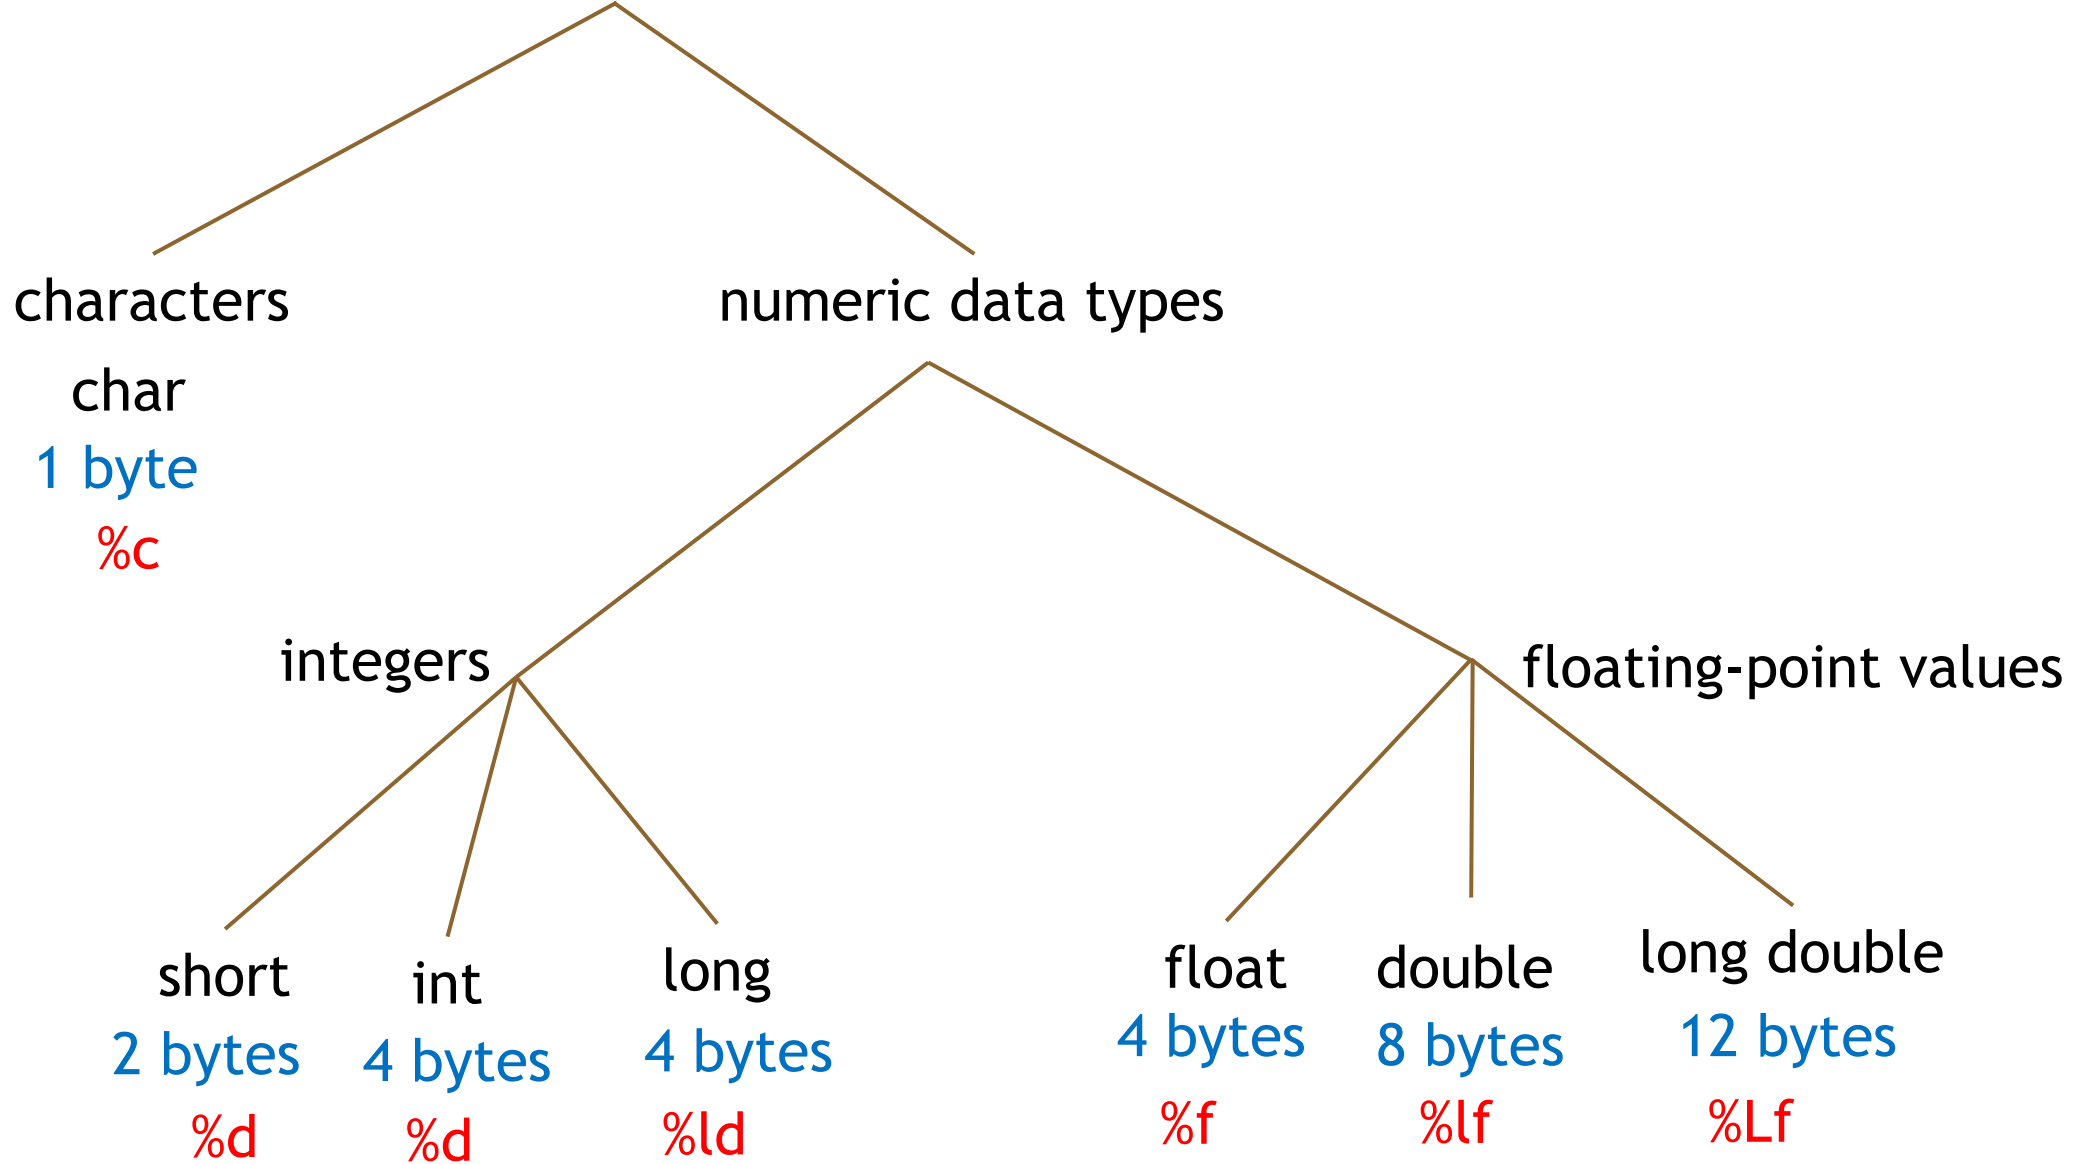 characters
char
1 byte
%c
numeric data types
integers
floating-point values
short
2 bytes
%d
int
4 bytes
%d
long
4 bytes
%ld
float
4 bytes
%f
double
8 bytes
%lf
long double
12 bytes
%Lf